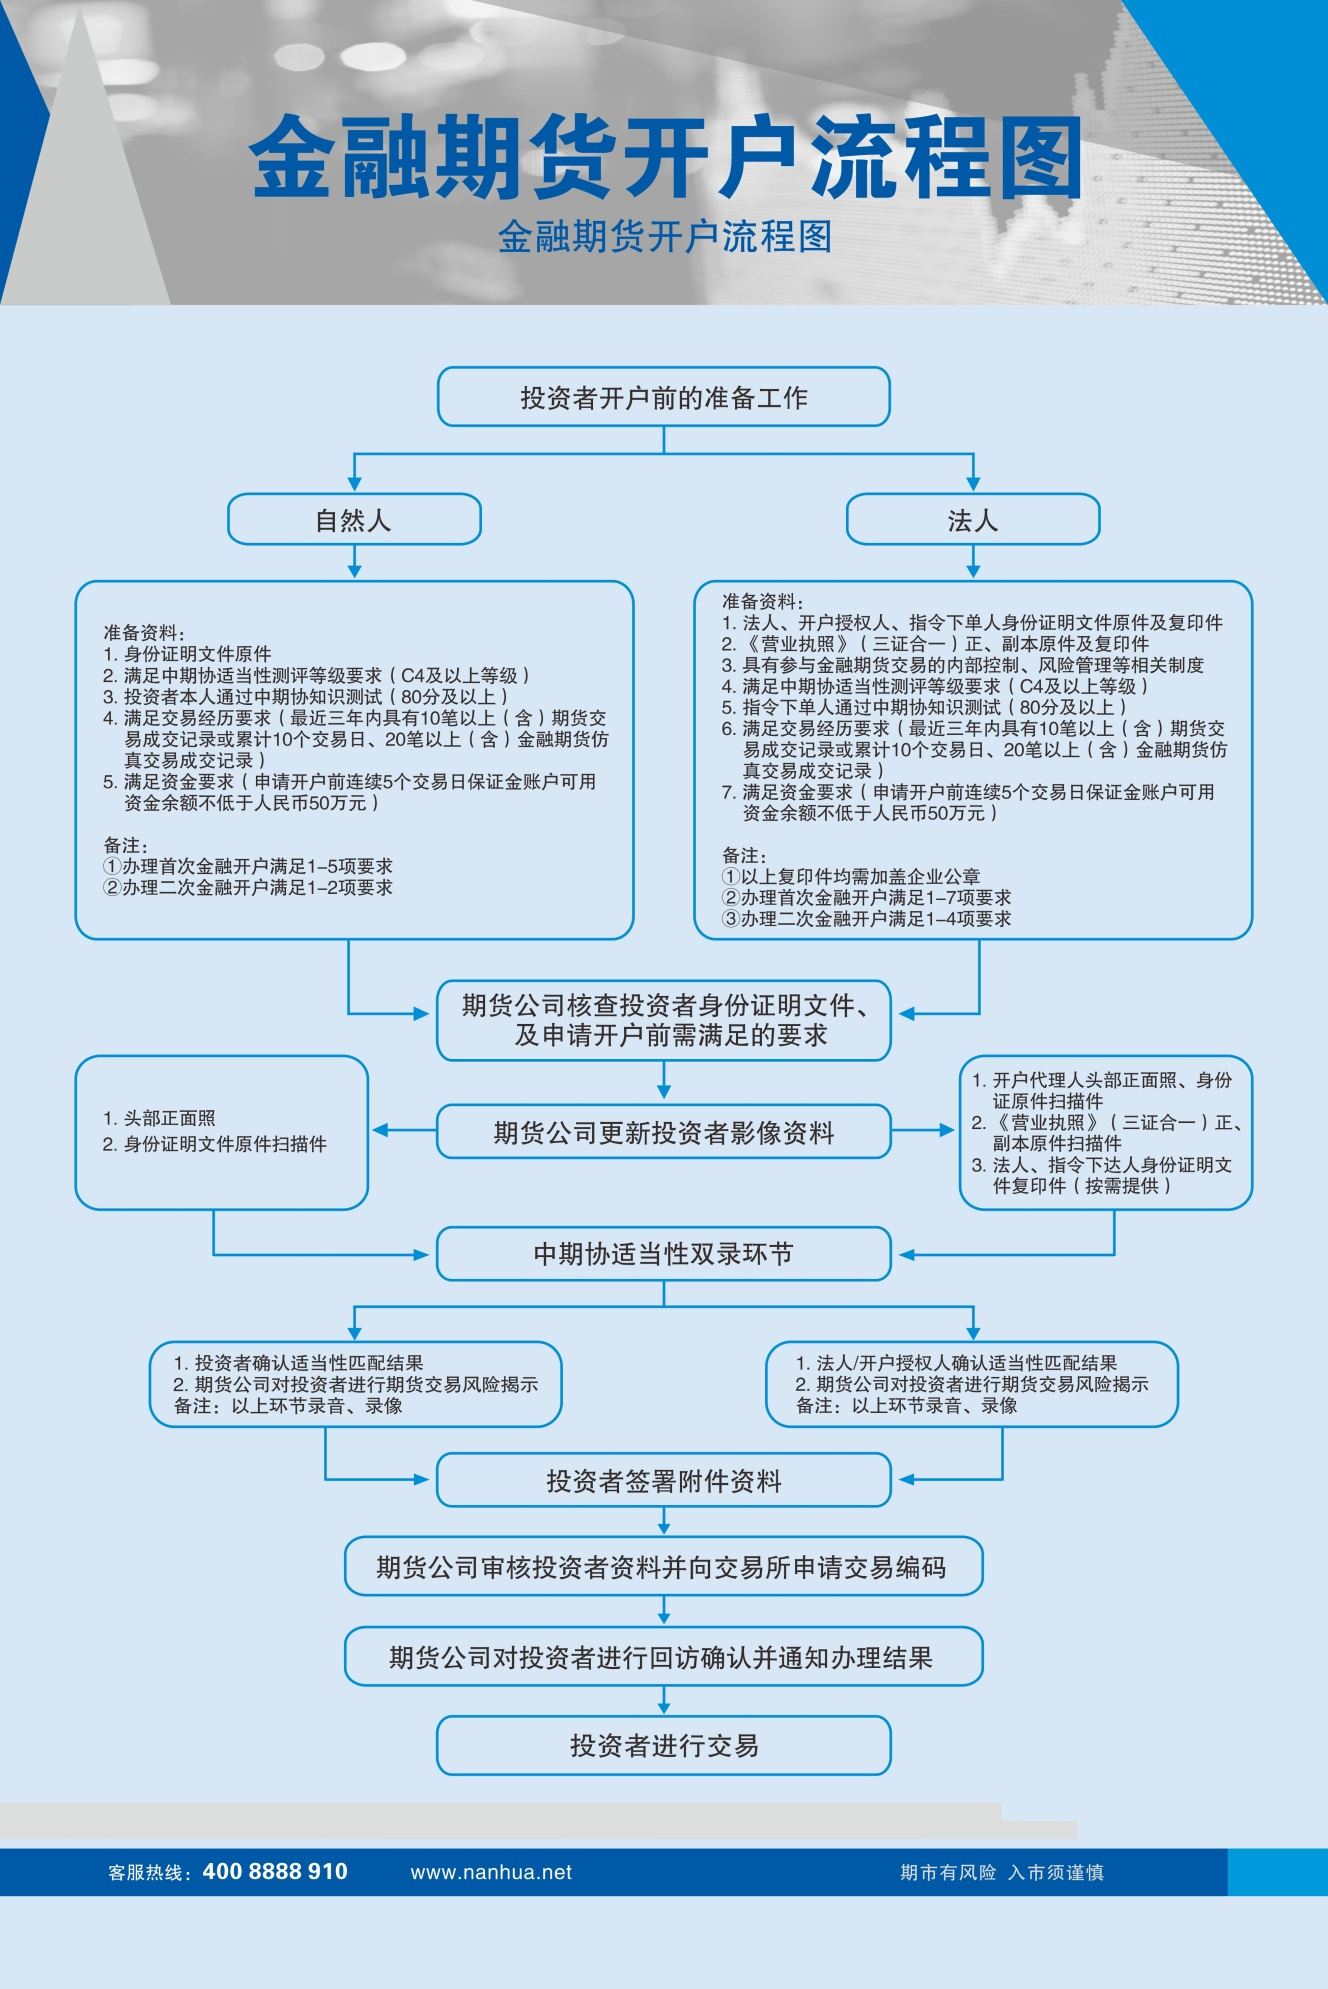 金融期货开户流程图
金融期货开户流程图
投资者开户前的准备工作
自然人
法人
准备资料：
1. 身份证明文件原件
2. 满足中期协适当性测评等级要求（C4及以上等级）
3. 投资者本人通过中期协知识测试（80分及以上）
4. 满足交易经历要求（最近三年内具有10笔以上（含）期货交
易成交记录或累计10个交易日、20笔以上（含）金融期货仿
真交易成交记录）
5. 满足资金要求（申请开户前连续5个交易日保证金账户可用
资金余额不低于人民币50万元）
备注：
①办理首次金融开户满足1–5项要求
②办理二次金融开户满足1–2项要求
准备资料：
1. 法人、开户授权人、指令下单人身份证明文件原件及复印件
2.《营业执照》（三证合一）正、副本原件及复印件
3. 具有参与金融期货交易的内部控制、风险管理等相关制度
4. 满足中期协适当性测评等级要求（C4及以上等级）
5. 指令下单人通过中期协知识测试（80分及以上）
6. 满足交易经历要求（最近三年内具有10笔以上（含）期货交
易成交记录或累计10个交易日、20笔以上（含）金融期货仿
真交易成交记录）
7. 满足资金要求（申请开户前连续5个交易日保证金账户可用
资金余额不低于人民币50万元）
备注：
①以上复印件均需加盖企业公章
②办理首次金融开户满足1–7项要求
③办理二次金融开户满足1–4项要求
期货公司核查投资者身份证明文件、
及申请开户前需满足的要求
1. 头部正面照
2. 身份证明文件原件扫描件
期货公司更新投资者影像资料
1. 开户代理人头部正面照、身份
证原件扫描件
2.《营业执照》（三证合一）正、
副本原件扫描件
3. 法人、指令下达人身份证明文
件复印件（按需提供）
中期协适当性双录环节
1. 投资者确认适当性匹配结果
2. 期货公司对投资者进行期货交易风险揭示
备注：以上环节录音、录像
1. 法人/开户授权人确认适当性匹配结果
2. 期货公司对投资者进行期货交易风险揭示
备注：以上环节录音、录像
投资者签署附件资料
期货公司审核投资者资料并向交易所申请交易编码
期货公司对投资者进行回访确认并通知办理结果
投资者进行交易
客服热线：400 8888 910
www.nanhua.net
期市有风险 入市须谨慎